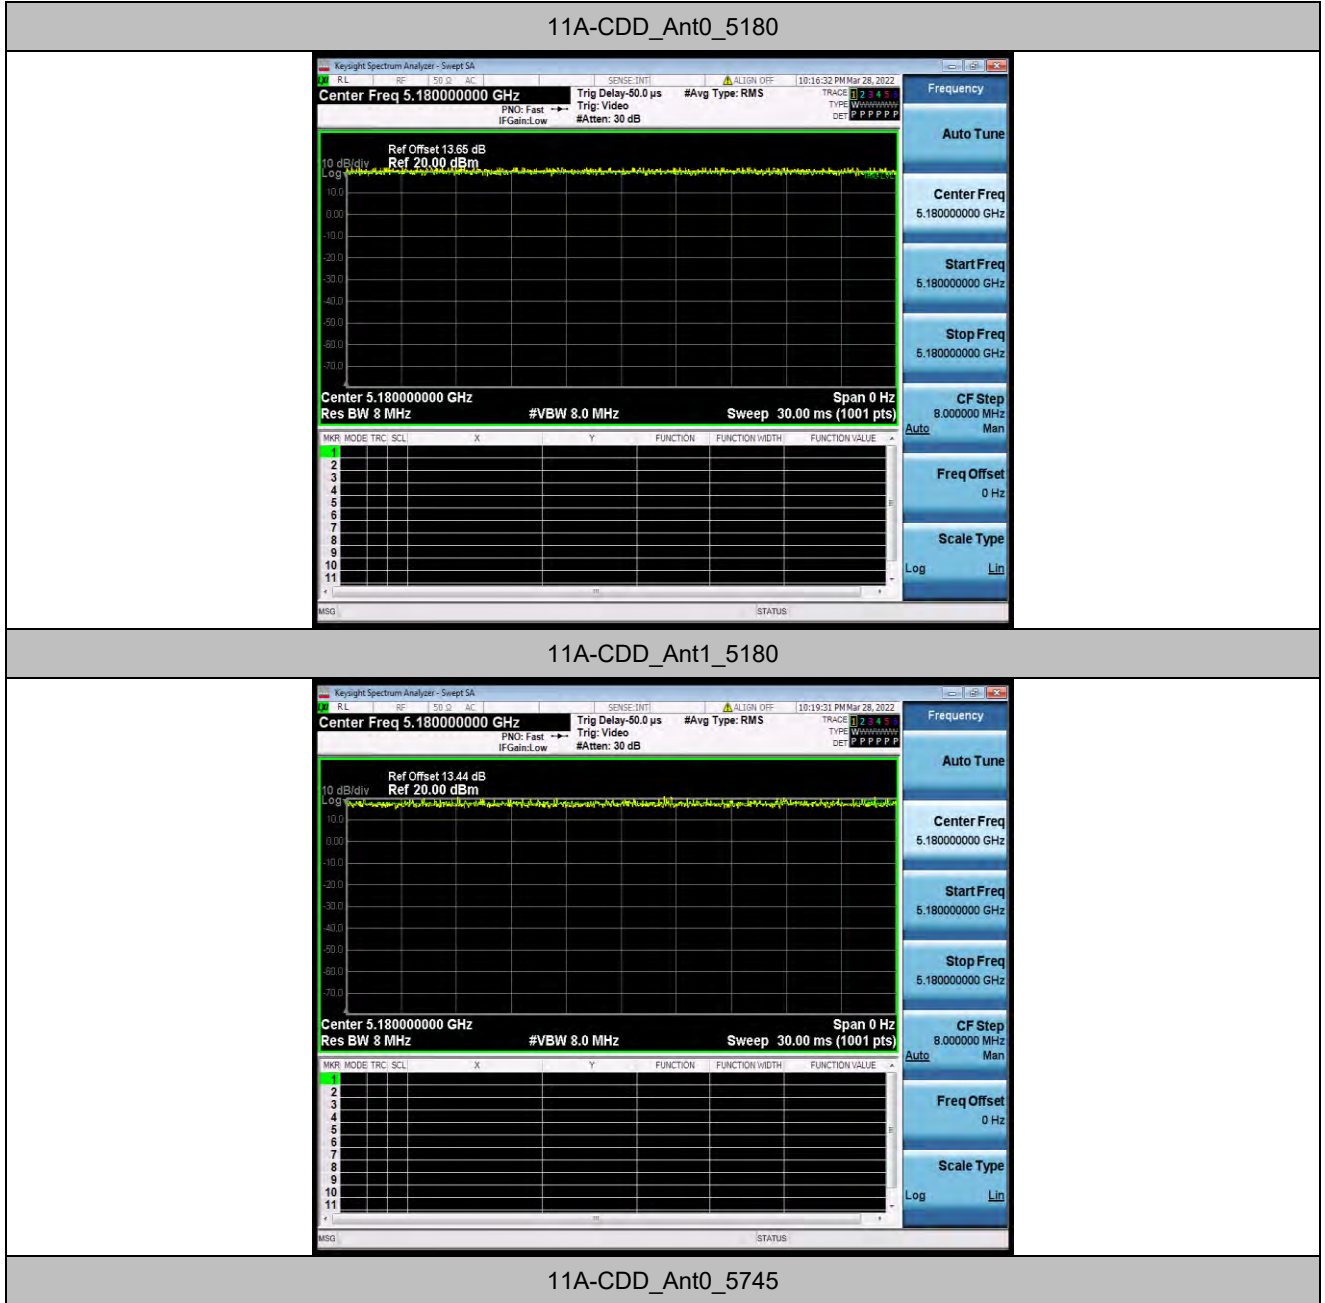 11A-CDD_Ant0_5180
Keysight Spectrum Analyzer - Swept SA
RL RF 50 Ω AC SENSE:INT ALIGN OFF 10:16:32 PM Mar 28, 2022
Center Freq 5.180000000 GHz Trig Delay-50.0 µs #Avg Type: RMS TRACE 1 2 3 4 5 6
PNO: Fast Trig: Video TYPE W
IFGain:Low #Atten: 30 dB DET P P P P P P
Frequency
Auto Tune
Ref Offset 13.65 dB
10 dB/div Ref 20.00 dBm
Log
10.0
0.00
-10.0
-20.0
-30.0
-40.0
-50.0
-60.0
-70.0
Center 5.180000000 GHz Span 0 Hz
Res BW 8 MHz #VBW 8.0 MHz Sweep 30.00 ms (1001 pts)
Center Freq
5.180000000 GHz
Start Freq
5.180000000 GHz
Stop Freq
5.180000000 GHz
CF Step
8.000000 MHz
Auto Man
Freq Offset
0 Hz
Scale Type
Log Lin
MKR MODE TRC SCL X Y FUNCTION FUNCTION WIDTH FUNCTION VALUE
1
2
3
4
5
6
7
8
9
10
11
MSG STATUS
11A-CDD_Ant1_5180
Keysight Spectrum Analyzer - Swept SA
RL RF 50 Ω AC SENSE:INT ALIGN OFF 10:19:31 PM Mar 28, 2022
Center Freq 5.180000000 GHz Trig Delay-50.0 µs #Avg Type: RMS TRACE 1 2 3 4 5 6
PNO: Fast Trig: Video TYPE W
IFGain:Low #Atten: 30 dB DET P P P P P P
Frequency
Auto Tune
Ref Offset 13.44 dB
10 dB/div Ref 20.00 dBm
Log
10.0
0.00
-10.0
-20.0
-30.0
-40.0
-50.0
-60.0
-70.0
Center 5.180000000 GHz Span 0 Hz
Res BW 8 MHz #VBW 8.0 MHz Sweep 30.00 ms (1001 pts)
Center Freq
5.180000000 GHz
Start Freq
5.180000000 GHz
Stop Freq
5.180000000 GHz
CF Step
8.000000 MHz
Auto Man
Freq Offset
0 Hz
Scale Type
Log Lin
MKR MODE TRC SCL X Y FUNCTION FUNCTION WIDTH FUNCTION VALUE
1
2
3
4
5
6
7
8
9
10
11
MSG STATUS
11A-CDD_Ant0_5745